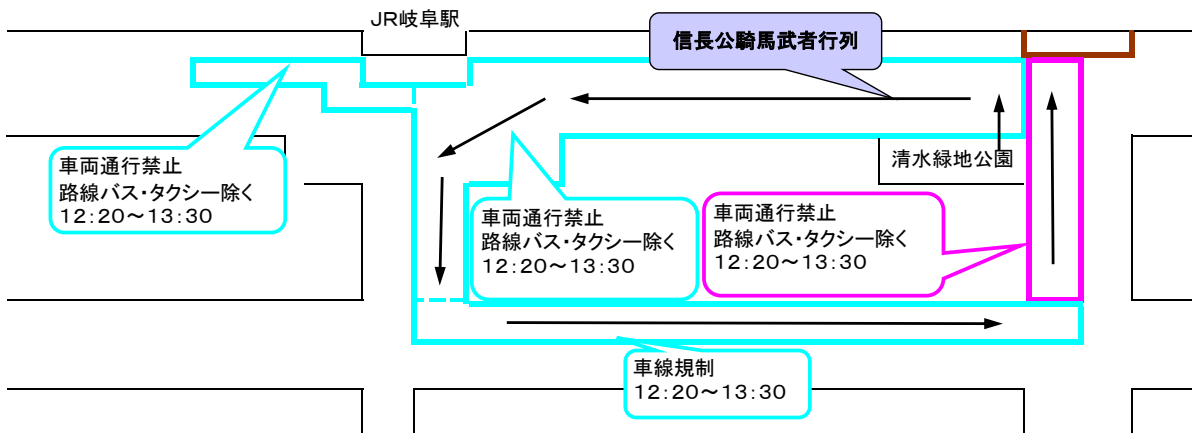 JR岐阜駅
信長公騎馬武者行列
清水緑地公園
車両通行禁止
路線バス・タクシー除く
12:20～13:30
車両通行禁止
路線バス・タクシー除く
12:20～13:30
車両通行禁止
路線バス・タクシー除く
12:20～13:30
車線規制
12:20～13:30